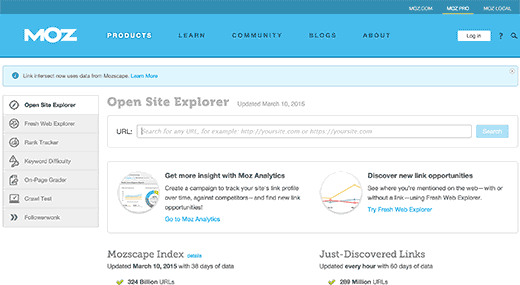 MOZ.COM MOZ PRO MOZ LOCAL
MOZ PRODUCTS LEARN COMMUNITY BLOGS ABOUT Log in ?
Link intersect now uses data from Mozscape. Learn More
Open Site Explorer
Fresh Web Explorer
Rank Tracker
Keyword Difficulty
On-Page Grader
Crawl Test
Followerwonk
Open Site Explorer Updated March 10, 2015
URL: Search for any URL, for example: http://yoursite.com or https://yoursite.com Search
Get more insight with Moz Analytics
Create a campaign to track your site's link profile
over time, against competitors—and find new link
opportunities!
Go to Moz Analytics
Discover new link opportunities
See where you're mentioned on the web—with or
without a link—using Fresh Web Explorer.
Try Fresh Web Explorer
Mozscape Index details
Updated March 10, 2015 with 38 days of data
324 Billion URLs
Just-Discovered Links
Updated every hour with 60 days of data
289 Million URLs